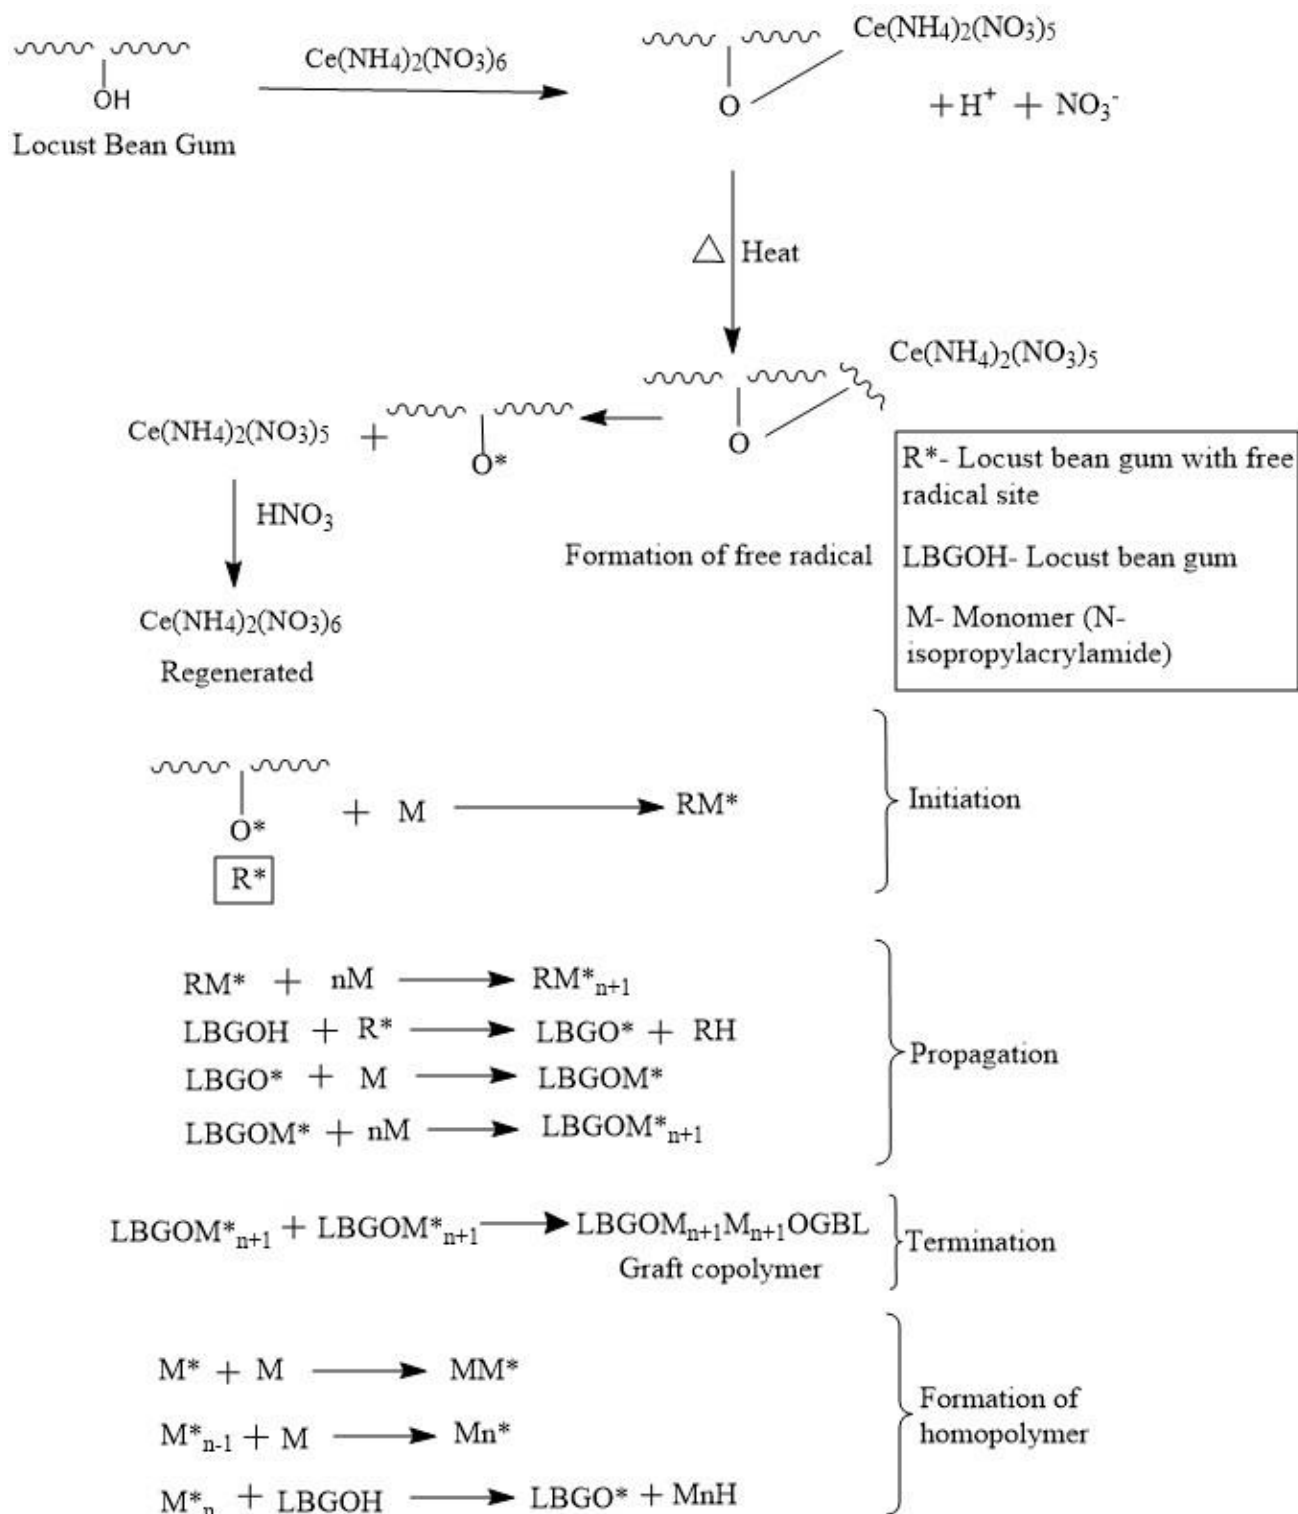 Ce(NH4)2(NO3)6
OH
Locust Bean Gum
Ce(NH4)2(NO3)5
O
+ H⁺ + NO₃⁻
△ Heat
Ce(NH₄)₂(NO₃)₅
O
Ce(NH4)2(NO3)5 +
O*
HNO₃
Formation of free radical
Ce(NH4)2(NO3)6
Regenerated
R*- Locust bean gum with free
radical site
LBGOH- Locust bean gum
M- Monomer (N-
isopropylacrylamide)
O* + M RM*
R*
Initiation
RM* + nM RM*ₙ₊₁
LBGOH + R* LBGO* + RH
LBGO* + M LBGOM*
LBGOM* + nM LBGOM*ₙ₊₁
Propagation
LBGOM*ₙ₊₁ + LBGOM*ₙ₊₁ LBGOMₙ₊₁Mₙ₊₁OGBL
Graft copolymer
Termination
M* + M MM*
M*ₙ₋₁ + M Mn*
M*ₙ + LBGOH LBGO* + MnH
Formation of
homopolymer